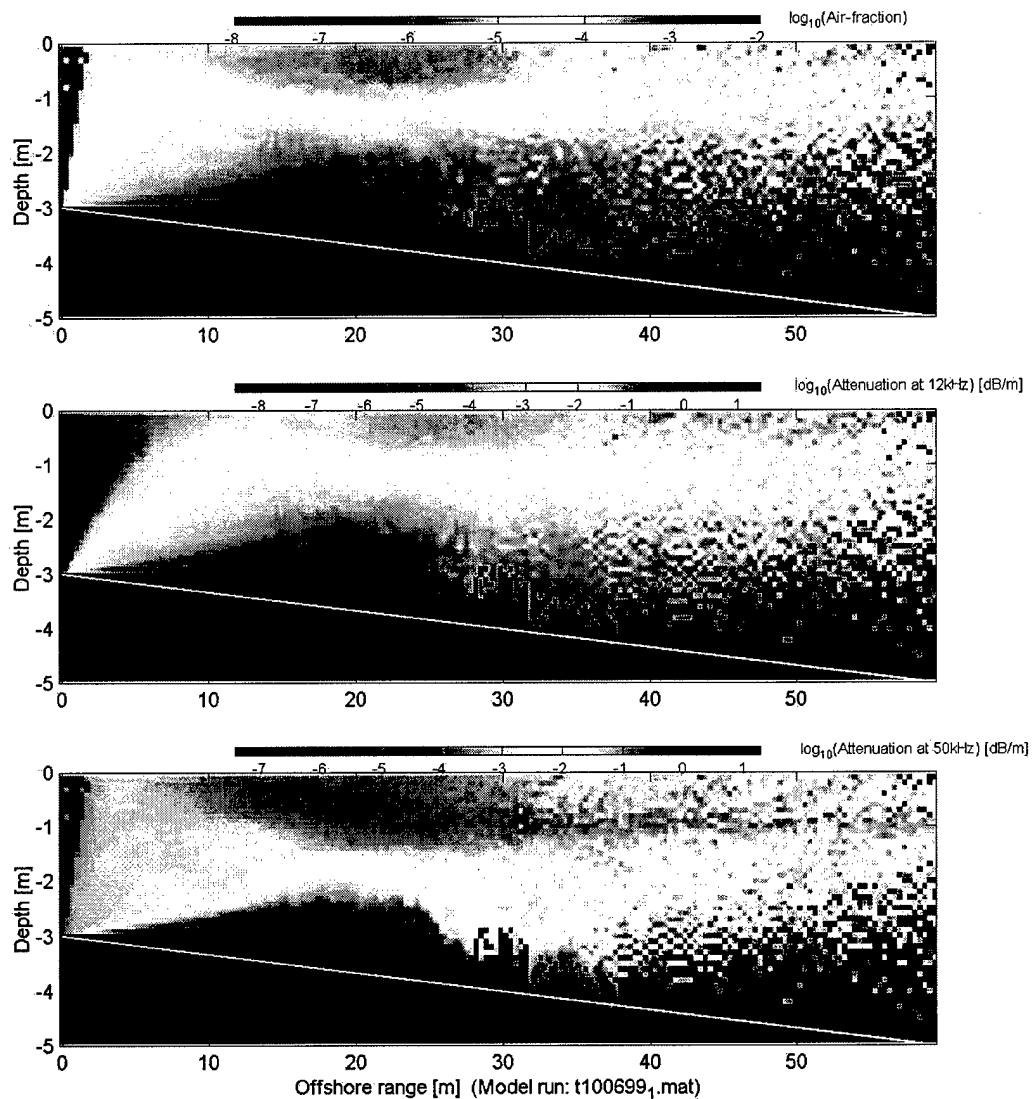 log10(Air-fraction)
-8 -7 -6 -5 -4 -3 -2
0
-1
-2
-3
-4
-5
Depth [m]
0 10 20 30 40 50
log10(Attenuation at 12kHz) [dB/m]
-8 -7 -6 -5 -4 -3 -2 -1 0 1
0
-1
-2
-3
-4
-5
Depth [m]
0 10 20 30 40 50
log10(Attenuation at 50kHz) [dB/m]
-7 -6 -5 -4 -3 -2 -1 0 1
0
-1
-2
-3
-4
-5
Depth [m]
0 10 20 30 40 50
Offshore range [m] (Model run: t1006991.mat)